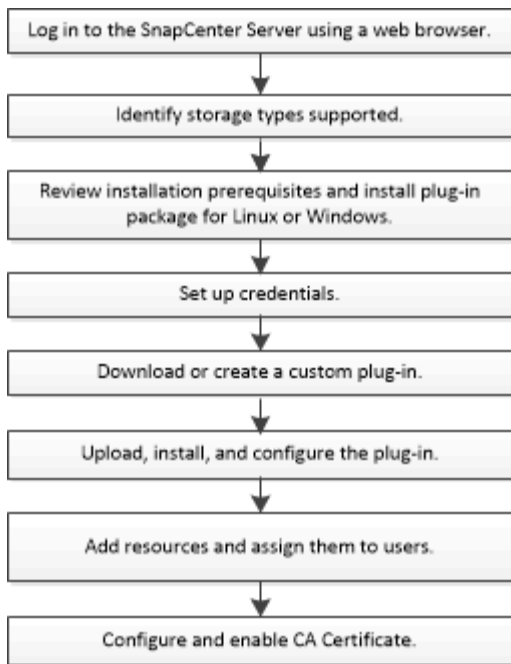 Log in to the SnapCenter Server using a web browser.
Identify storage types supported.
Review installation prerequisites and install plug-in
package for Linux or Windows.
Set up credentials.
Download or create a custom plug-in.
Upload, install, and configure the plug-in.
Add resources and assign them to users.
Configure and enable CA Certificate.